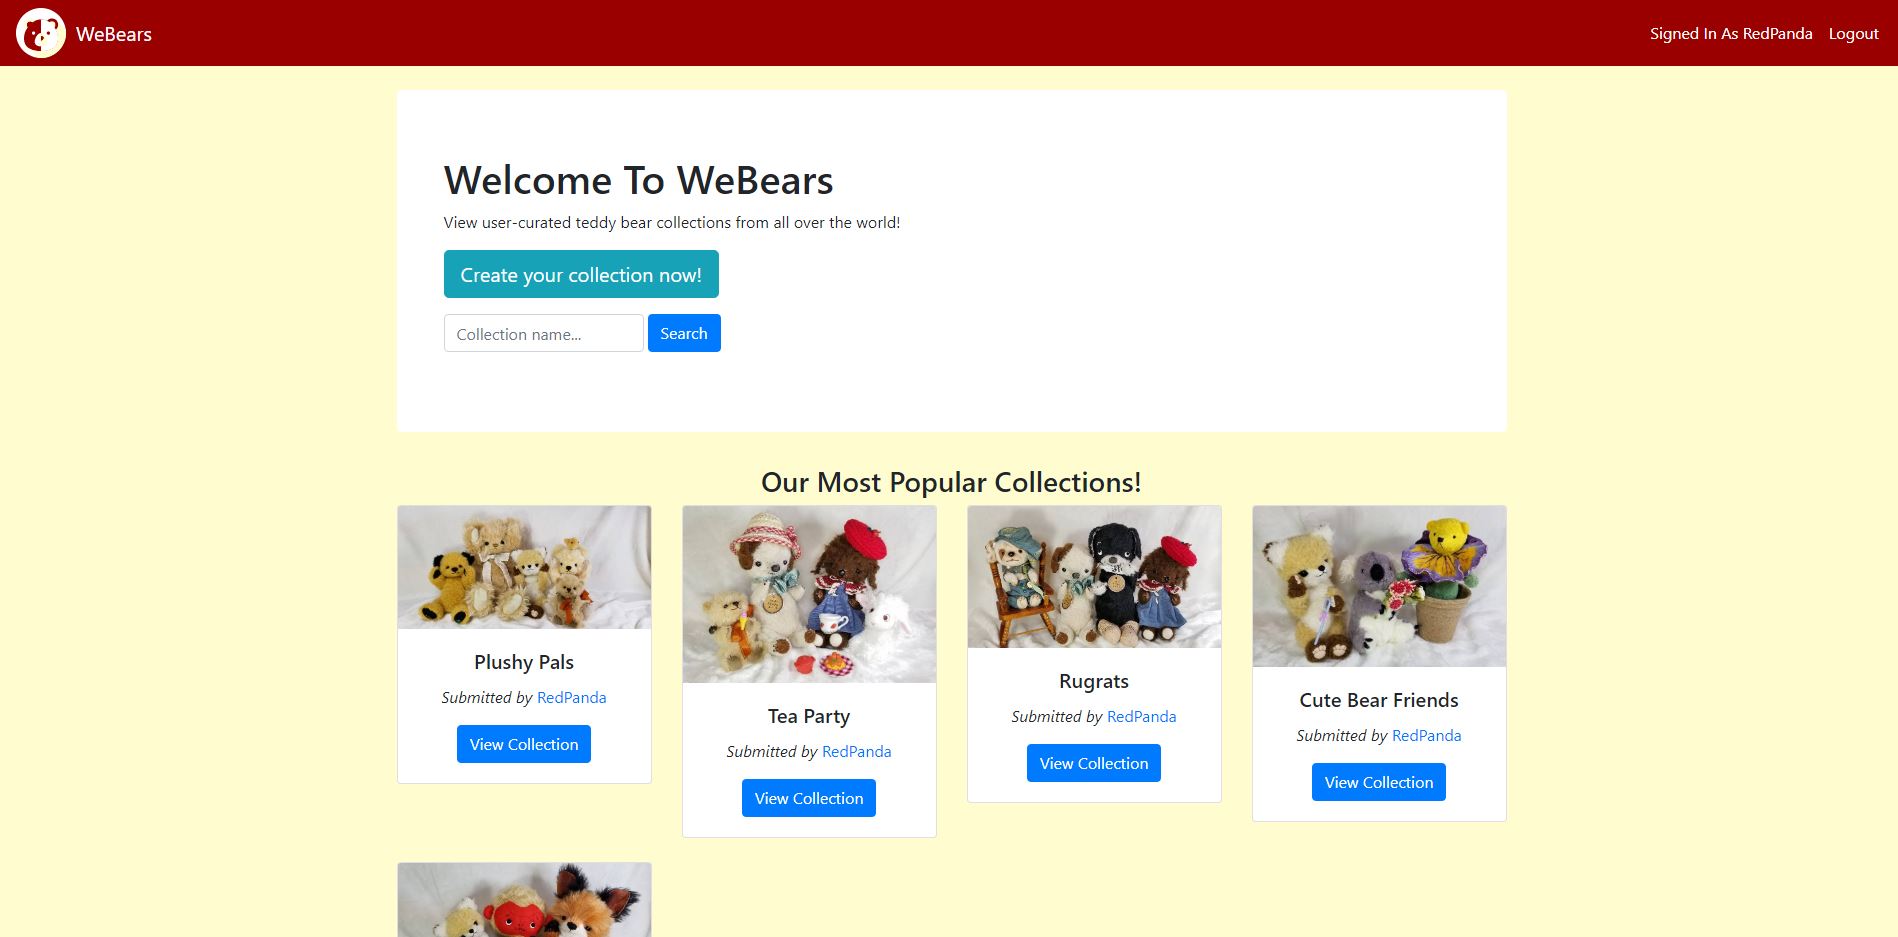 WeBears
Signed In As RedPanda
Logout
Welcome To WeBears
View user-curated teddy bear collections from all over the world!
Create your collection now!
Collection name...
Search
Our Most Popular Collections!
Plushy Pals
Submitted by RedPanda
View Collection
Tea Party
Submitted by RedPanda
View Collection
Rugrats
Submitted by RedPanda
View Collection
Cute Bear Friends
Submitted by RedPanda
View Collection